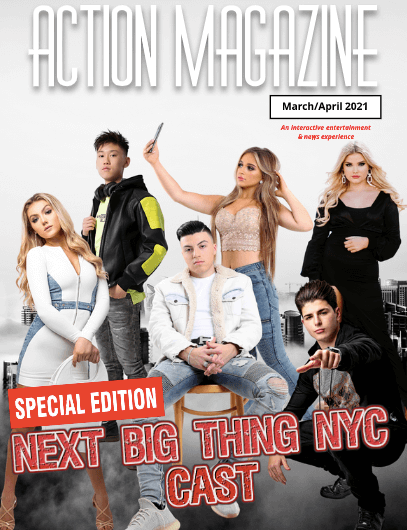 ACTION MAGAZINE
March/April 2021
An interactive entertainment
& news experience
SPECIAL EDITION
NEXT BIG THING NYC
CAST